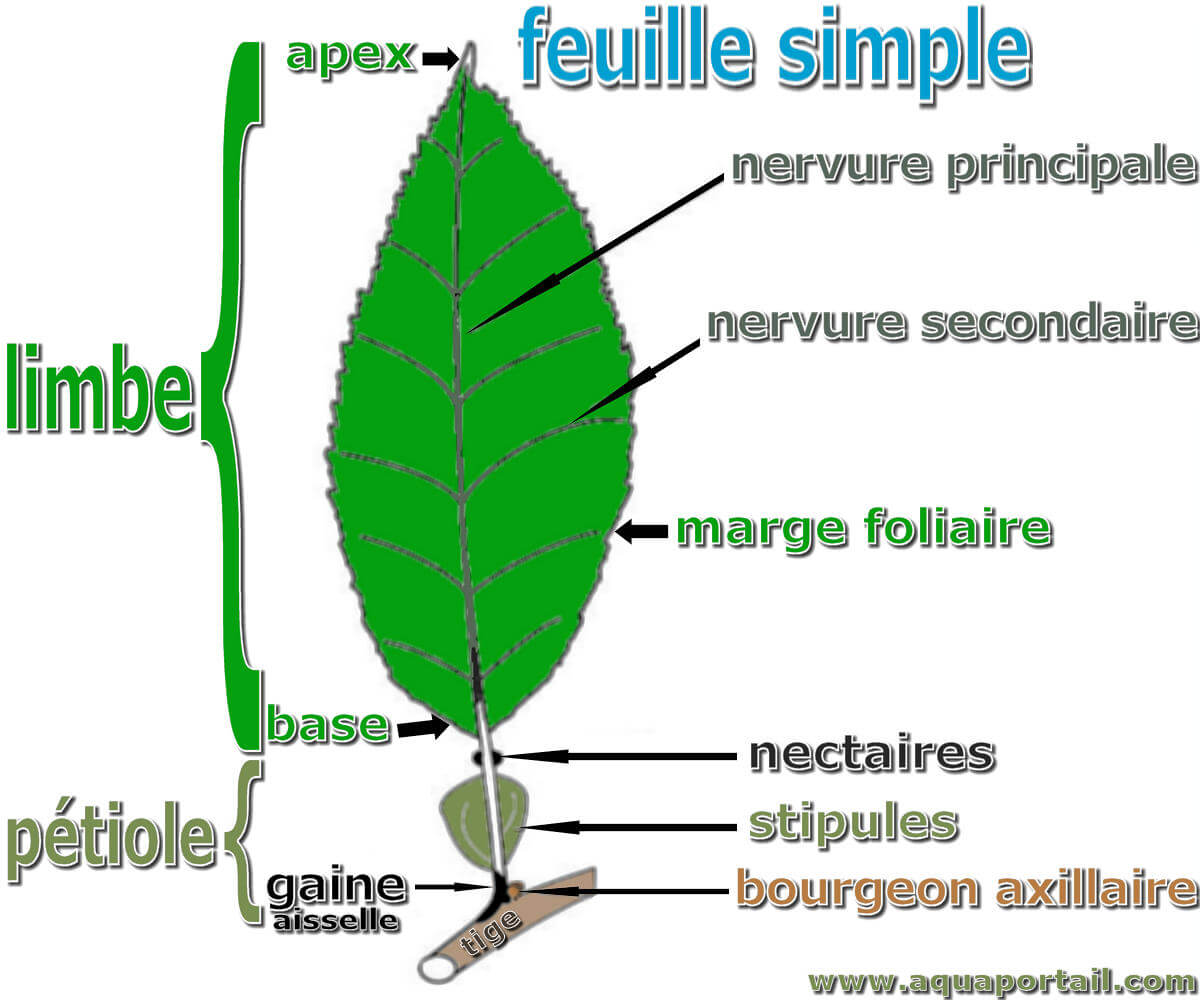 feuille simple
apex
nervure principale
nervure secondaire
limbe
marge foliaire
base
nectaires
stipules
pétiole
gaine
aisselle
bourgeon axillaire
tige
www.aquaportail.com